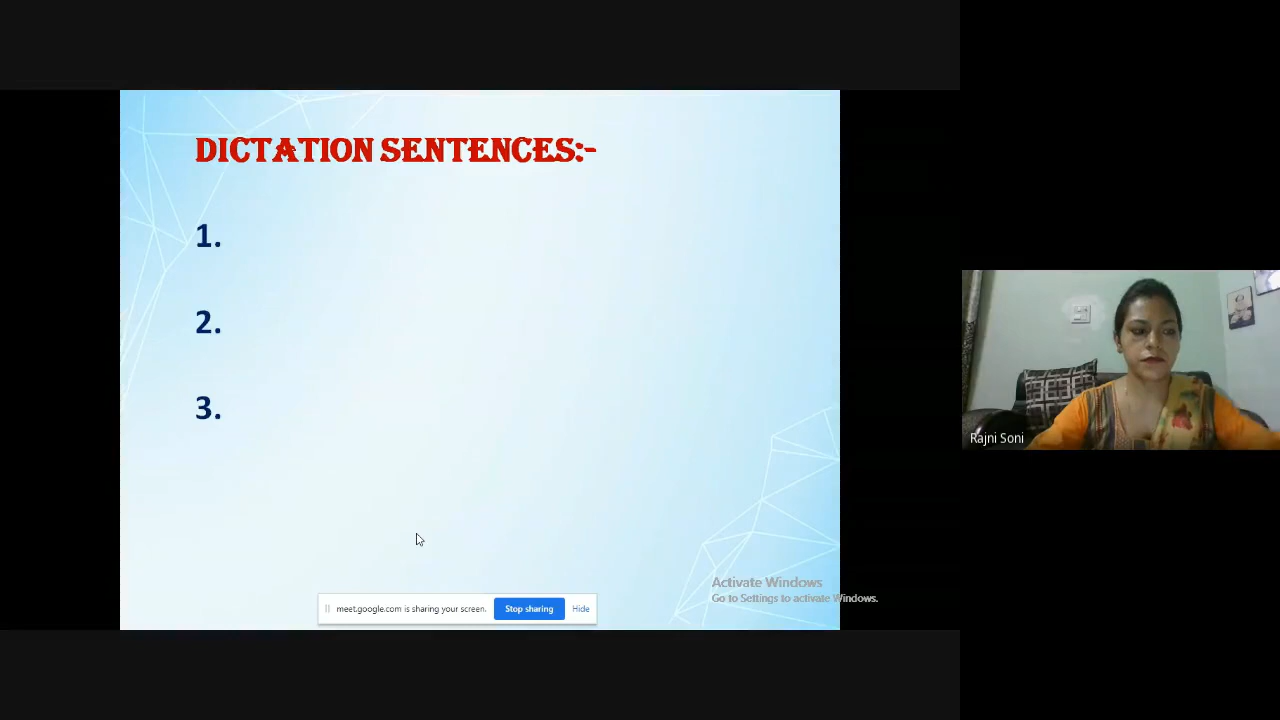 DICTATION SENTENCES:-
1.
2.
3.
Rajni Soni
Activate Windows
Go to Settings to activate Windows.
meet.google.com is sharing your screen.
Stop sharing
Hide